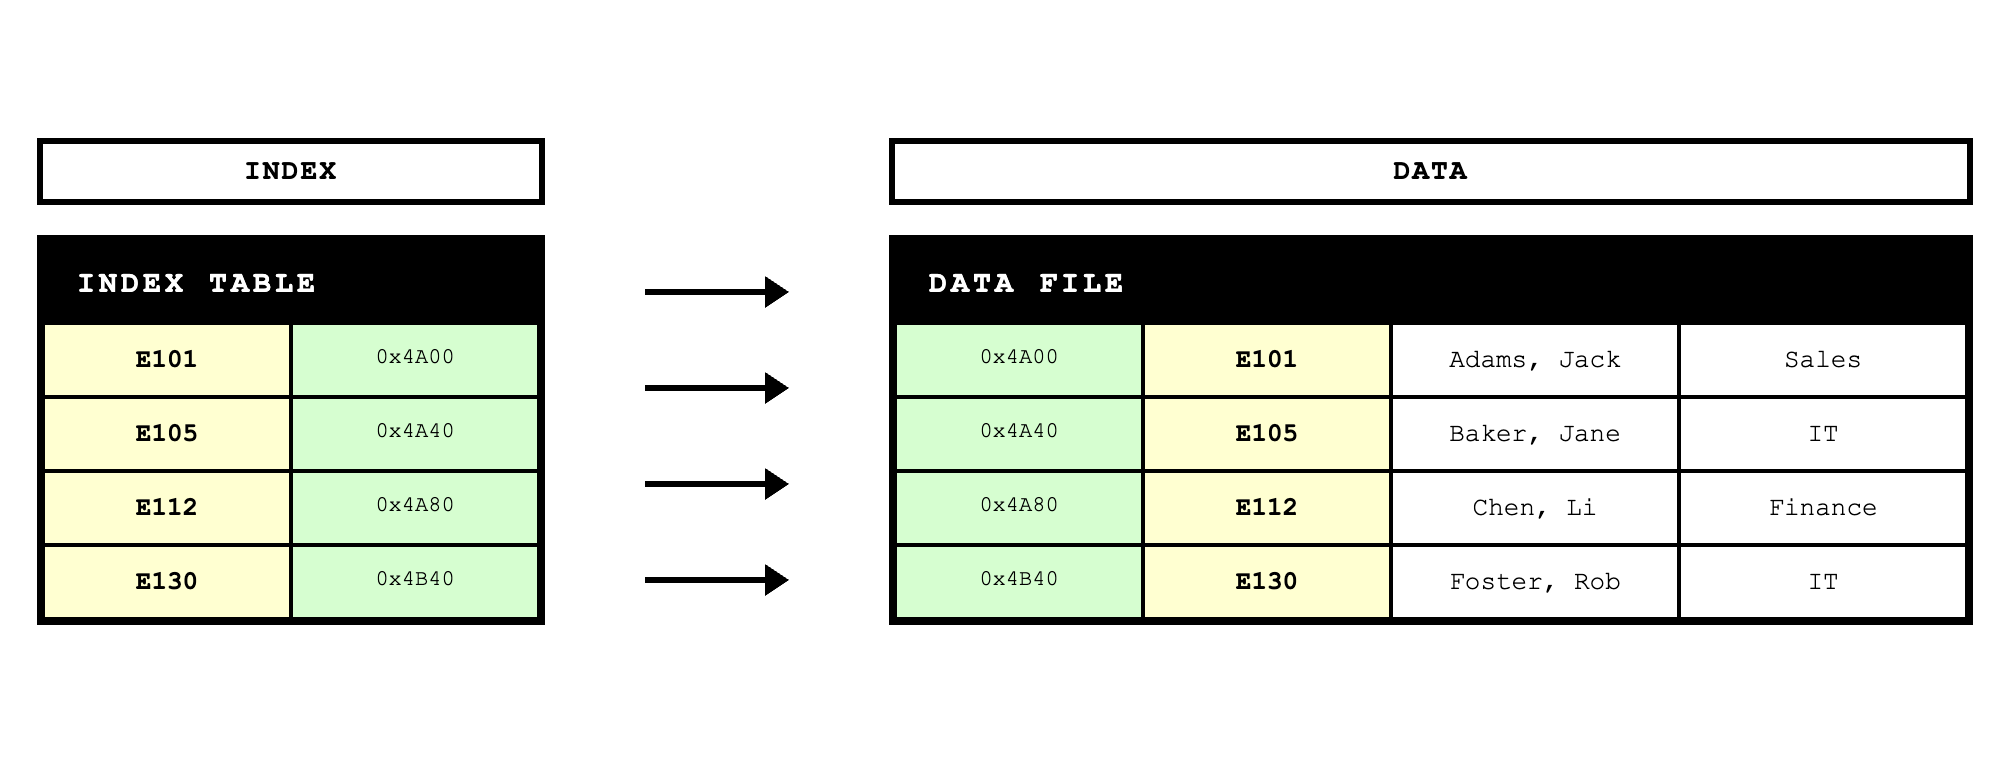 INDEX
INDEX TABLE
E101 0x4A00
E105 0x4A40
E112 0x4A80
E130 0x4B40
DATA
DATA FILE
0x4A00 E101 Adams, Jack Sales
0x4A40 E105 Baker, Jane IT
0x4A80 E112 Chen, Li Finance
0x4B40 E130 Foster, Rob IT